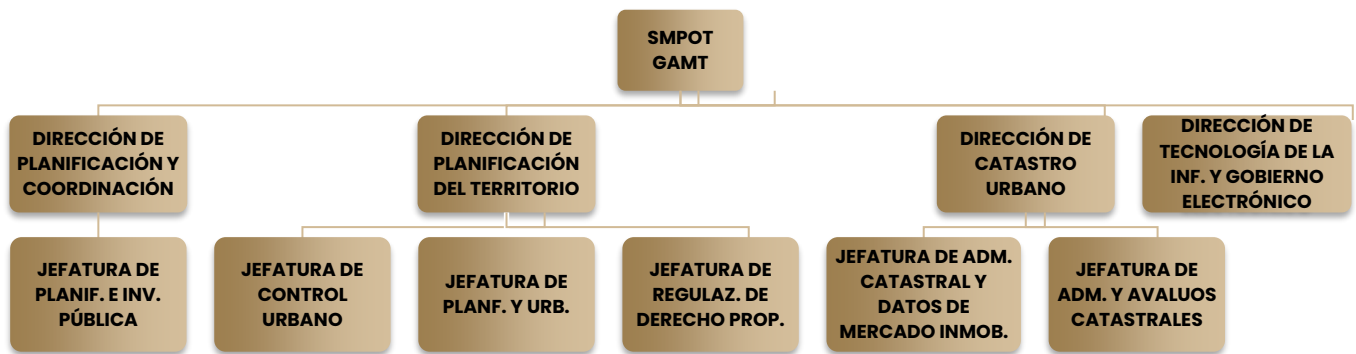 SMPOT
GAMT
DIRECCIÓN DE
PLANIFICACIÓN Y
COORDINACIÓN
DIRECCIÓN DE
PLANIFICACIÓN
DEL TERRITORIO
DIRECCIÓN DE
CATASTRO
URBANO
DIRECCIÓN DE
TECNOLOGÍA DE LA
INF. Y GOBIERNO
ELECTRÓNICO
JEFATURA DE
PLANIF. E INV.
PÚBLICA
JEFATURA DE
CONTROL
URBANO
JEFATURA DE
PLANF. Y URB.
JEFATURA DE
REGULAZ. DE
DERECHO PROP.
JEFATURA DE ADM.
CATASTRAL Y
DATOS DE
MERCADO INMOB.
JEFATURA DE
ADM. Y AVALUOS
CATASTRALES